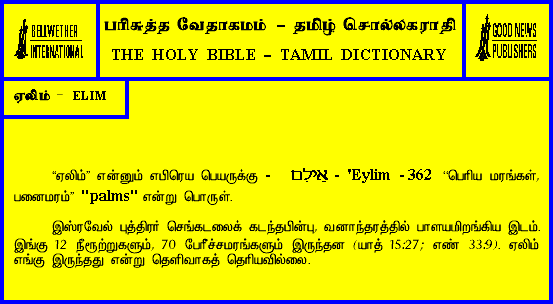 BELLWETHER
INTERNATIONAL
பரிசுத்த வேதாகமம் – தமிழ் சொல்லகராதி
THE HOLY BIBLE – TAMIL DICTIONARY
GOOD NEWS
PUBLISHERS
ஏலிம் – ELIM
“ஏலிம்” என்னும் எபிரெய பெயருக்கு - אֵילִם - 'Eylim - 362 “பெரிய மரங்கள்,
பனைமரம்” "palms" என்று பொருள்.
இஸ்ரவேல் புத்திரர் செங்கடலைக் கடந்தபின்பு, வனாந்தரத்தில் பாளயமிறங்கிய இடம்.
இங்கு 12 நீரூற்றுகளும், 70 பேரீச்சமரங்களும் இருந்தன (யாத் 15:27; எண் 33:9). ஏலிம்
எங்கு இருந்தது என்று தெளிவாகத் தெரியவில்லை.